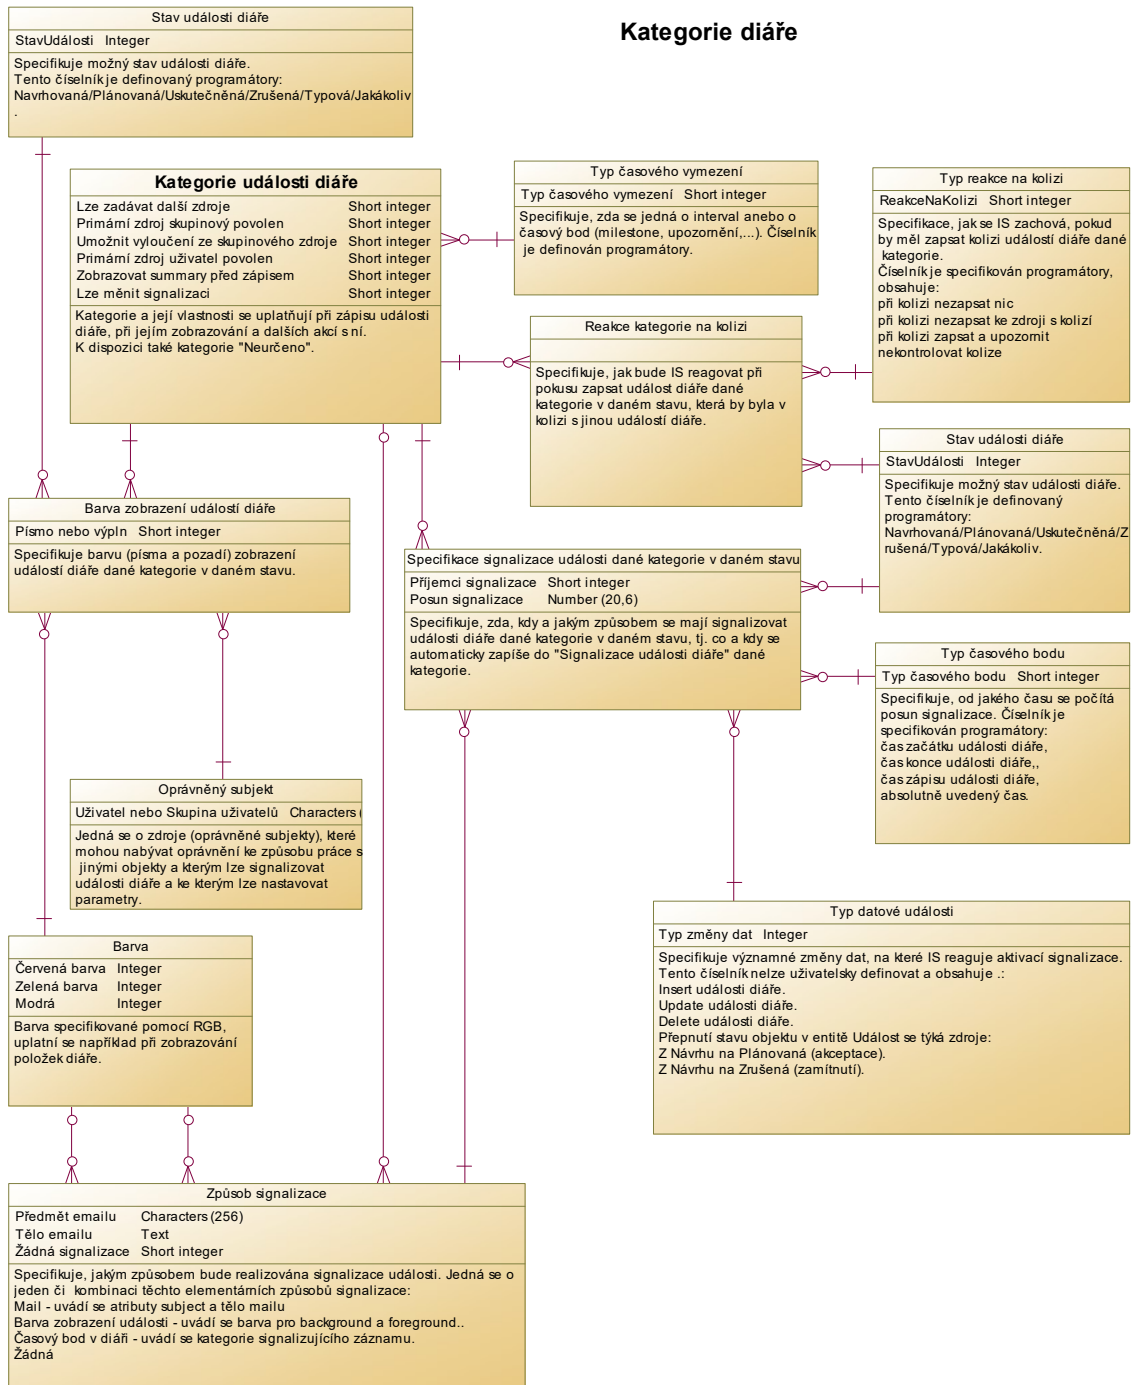 Kategorie diáře
Stav události diáře
StavUdálosti Integer
Specifikuje možný stav události diáře.
Tento číselník je definovaný programátory:
Navrhovaná/Plánovaná/Uskutečněná/Zrušená/Typová/Jakákoliv
.
Kategorie události diáře
Lze zadávat další zdroje Short integer
Primární zdroj skupinový povolen Short integer
Umožnit vyloučení ze skupinového zdroje Short integer
Primární zdroj uživatel povolen Short integer
Zobrazovat summary před zápisem Short integer
Lze měnit signalizaci Short integer
Kategorie a její vlastnosti se uplatňují při zápisu události
diáře, při jejím zobrazování a dalších akcí s ní.
K dispozici také kategorie "Neurčeno".
Typ časového vymezení
Typ časového vymezení Short integer
Specifikuje, zda se jedná o interval anebo o
časový bod (milestone, upozornění,...). Číselník
je definován programátory.
Typ reakce na kolizi
ReakceNaKolizi Short integer
Specifikace, jak se IS zachová, pokud
by měl zapsat kolizi událostí diáře dané
kategorie.
Číselník je specifikován programátory,
obsahuje:
při kolizi nezapsat nic
při kolizi nezapsat ke zdroji s kolizí
při kolizi zapsat a upozornit
nekontrolovat kolize
Reakce kategorie na kolizi
Specifikuje, jak bude IS reagovat při
pokusu zapsat událost diáře dané
kategorie v daném stavu, která by byla v
kolizi s jinou událostí diáře.
Stav události diáře
StavUdálosti Integer
Specifikuje možný stav události diáře.
Tento číselník je definovaný
programátory:
Navrhovaná/Plánovaná/Uskutečněná/Z
rušená/Typová/Jakákoliv.
Barva zobrazení událostí diáře
Písmo nebo výpln Short integer
Specifikuje barvu (písma a pozadí) zobrazení
událostí diáře dané kategorie v daném stavu.
Specifikace signalizace události dané kategorie v daném stavu
Příjemci signalizace Short integer
Posun signalizace Number (20,6)
Specifikuje, zda, kdy a jakým způsobem se mají signalizovat
události diáře dané kategorie v daném stavu, tj. co a kdy se
automaticky zapíše do "Signalizace události diáře" dané
kategorie.
Typ časového bodu
Typ časového bodu Short integer
Specifikuje, od jakého času se počítá
posun signalizace. Číselník je
specifikován programátory:
čas začátku události diáře,
čas konce události diáře,,
čas zápisu události diáře,
absolutně uvedený čas.
Oprávněný subjekt
Uživatel nebo Skupina uživatelů Characters (
Jedná se o zdroje (oprávněné subjekty), které
mohou nabývat oprávnění ke způsobu práce s
jinými objekty a kterým lze signalizovat
události diáře a ke kterým lze nastavovat
parametry.
Typ datové události
Typ změny dat Integer
Specifikuje významné změny dat, na které IS reaguje aktivací signalizace.
Tento číselník nelze uživatelsky definovat a obsahuje .:
Insert události diáře.
Update události diáře.
Delete události diáře.
Přepnutí stavu objektu v entitě Událost se týká zdroje:
Z Návrhu na Plánovaná (akceptace).
Z Návrhu na Zrušená (zamítnutí).
Barva
Červená barva Integer
Zelená barva Integer
Modrá Integer
Barva specifikované pomocí RGB,
uplatní se například při zobrazování
položek diáře.
Způsob signalizace
Předmět emailu Characters (256)
Tělo emailu Text
Žádná signalizace Short integer
Specifikuje, jakým způsobem bude realizována signalizace události. Jedná se o
jeden či kombinaci těchto elementárních způsobů signalizace:
Mail - uvádí se atributy subject a tělo mailu
Barva zobrazení události - uvádí se barva pro background a foreground..
Časový bod v diáři - uvádí se kategorie signalizujícího záznamu.
Žádná